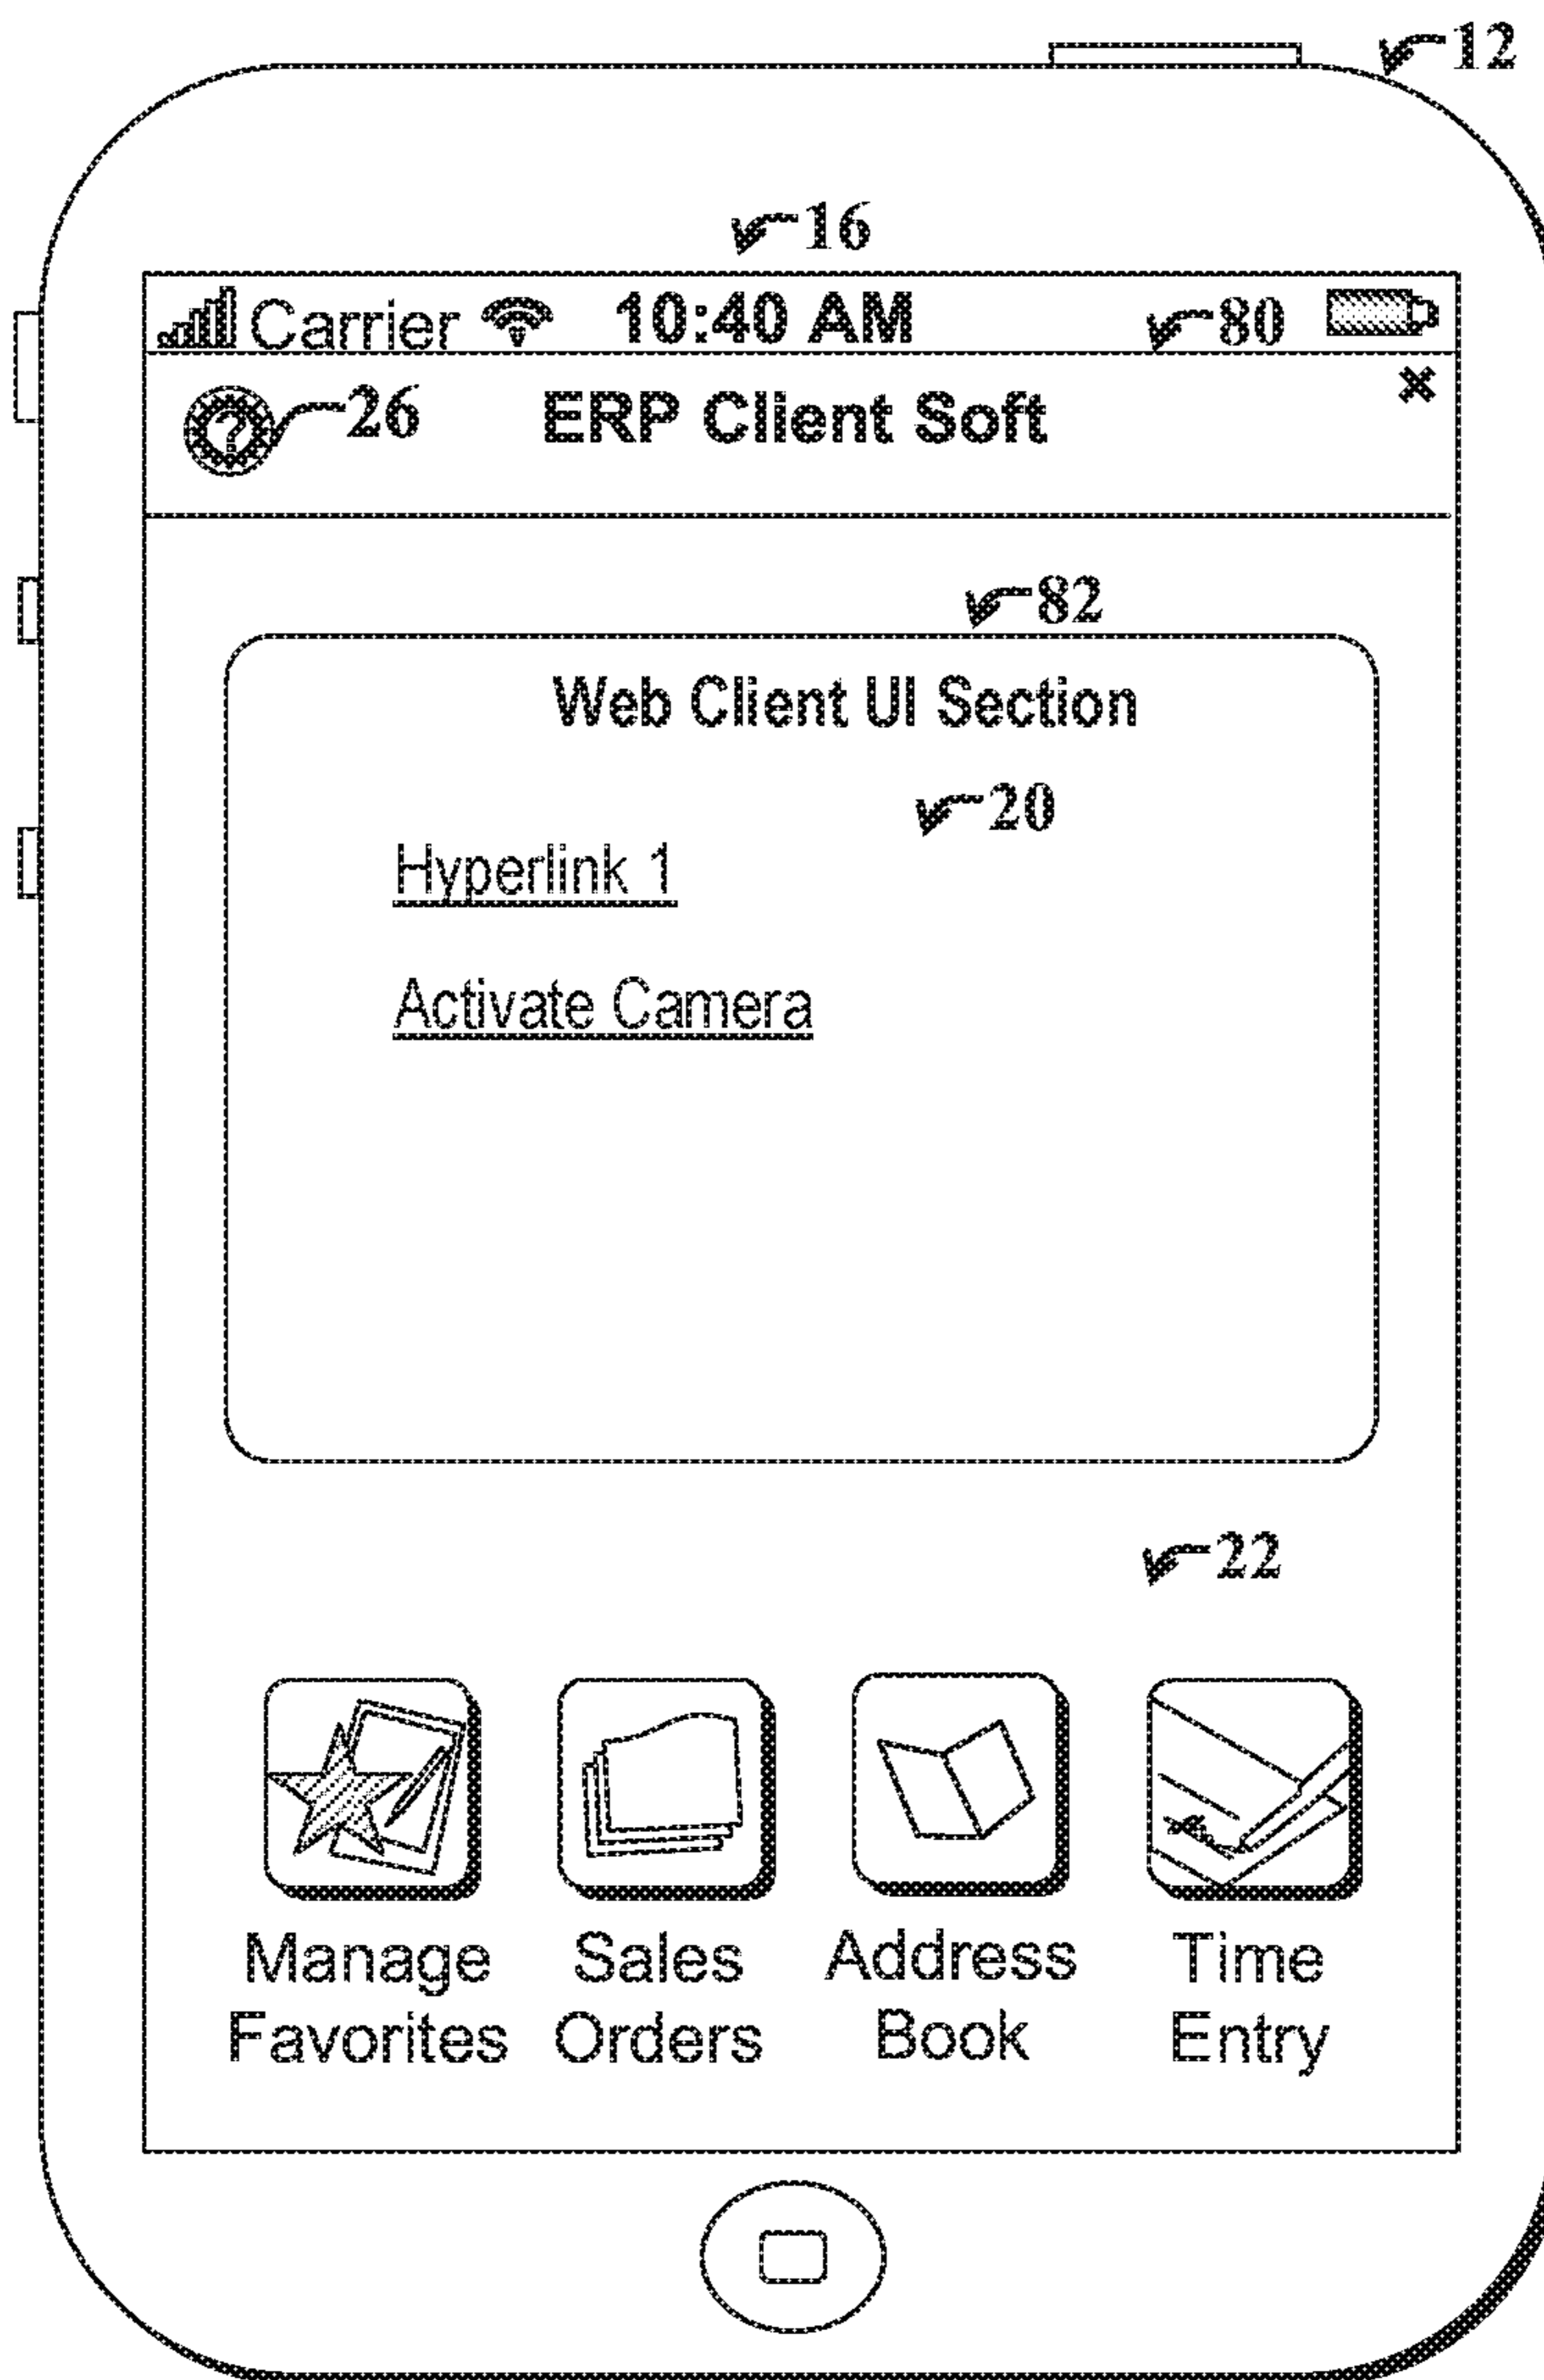 12
16
Carrier 10:40 AM 80
? 26 ERP Client Soft ×
82
Web Client UI Section
20
Hyperlink 1
Activate Camera
22
Manage Sales Address Time
Favorites Orders Book Entry